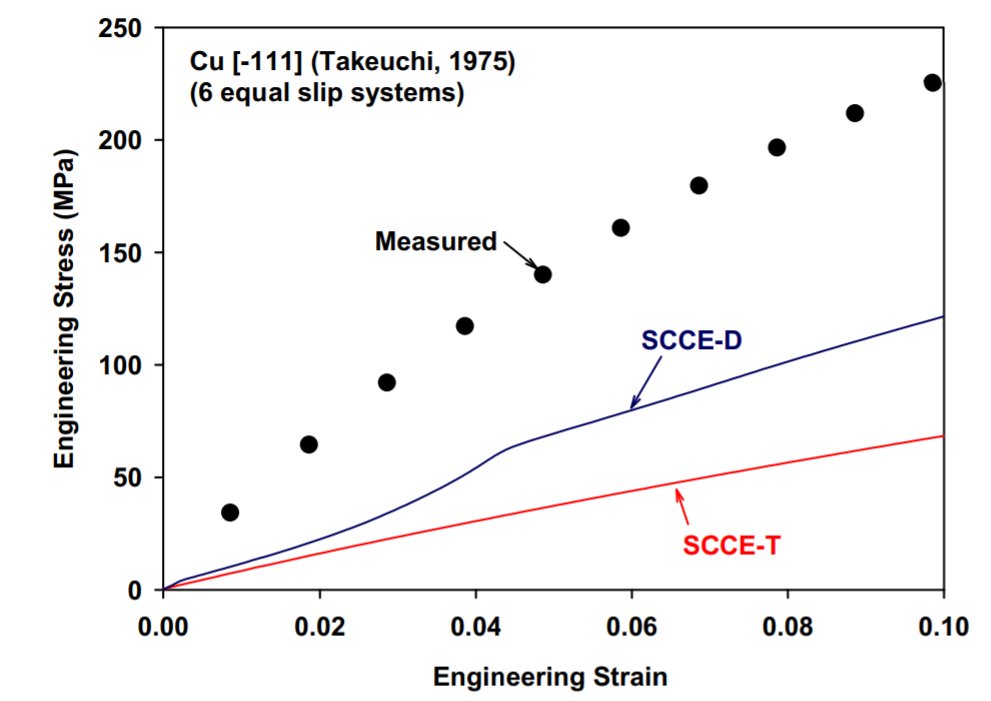 250
Cu [-111] (Takeuchi, 1975)
(6 equal slip systems)
200
150
100
50
0
Engineering Stress (MPa)
Measured
SCCE-D
SCCE-T
0.00 0.02 0.04 0.06 0.08 0.10
Engineering Strain